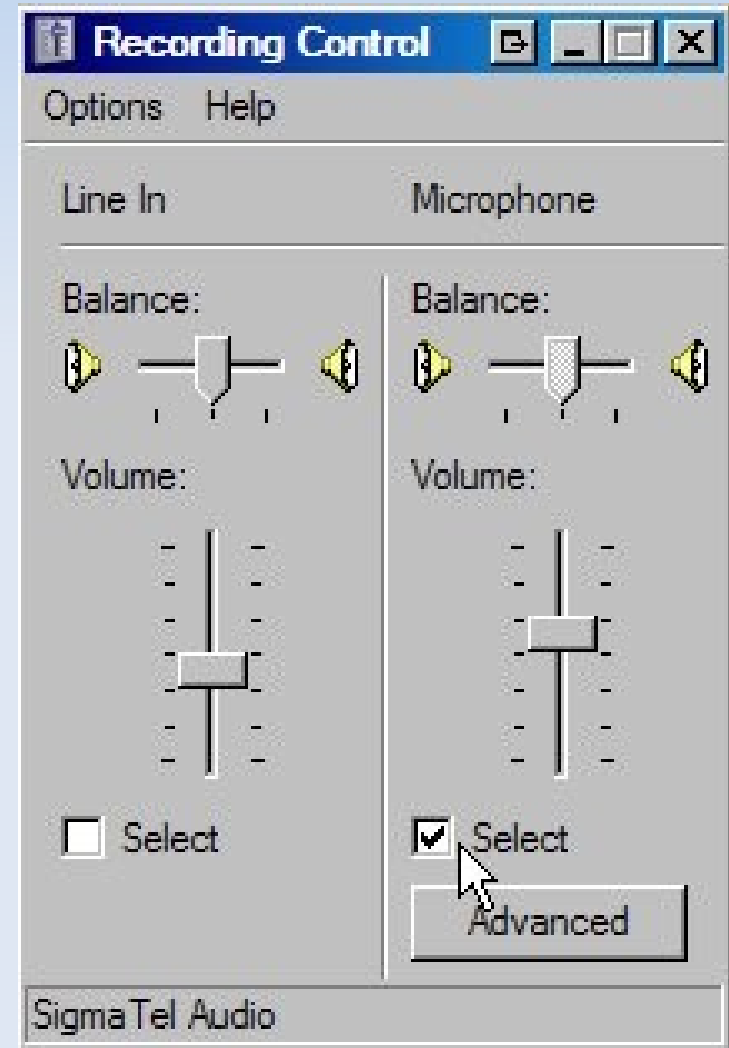 Recording Control
Options Help
Line In Microphone
Balance: Balance:
Volume: Volume:
Select Select
Advanced
SigmaTel Audio